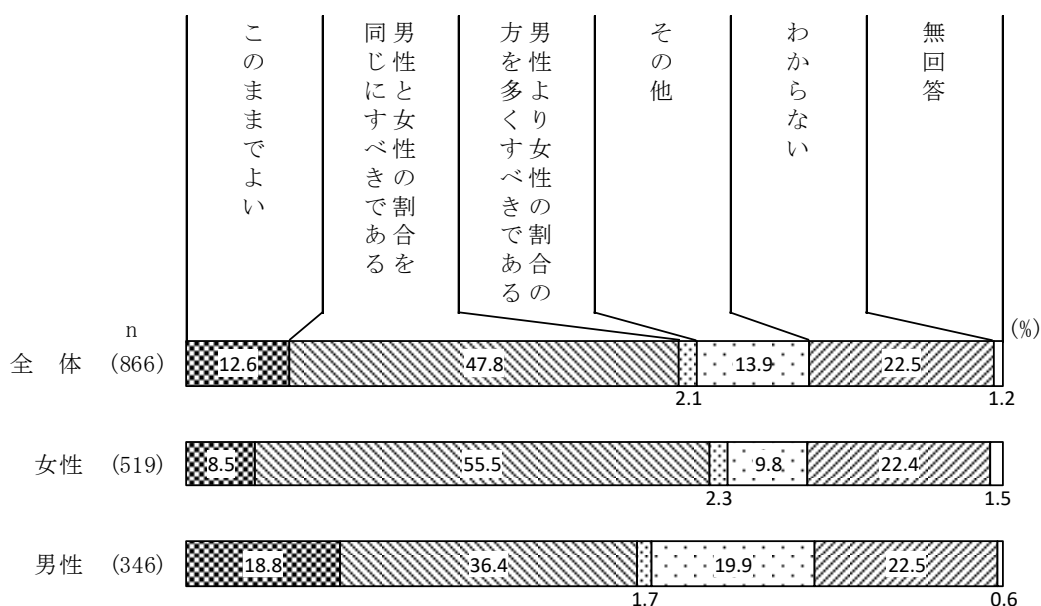 このままでよい
男性と女性の割合を
同じにすべきである
男性より女性の割合の
方を多くすべきである
その他
わからない
無回答
n
(%)
全 体 (866) 12.6 47.8 13.9 22.5
2.1 1.2
女性 (519) 8.5 55.5 9.8 22.4
2.3 1.5
男性 (346) 18.8 36.4 19.9 22.5
1.7 0.6